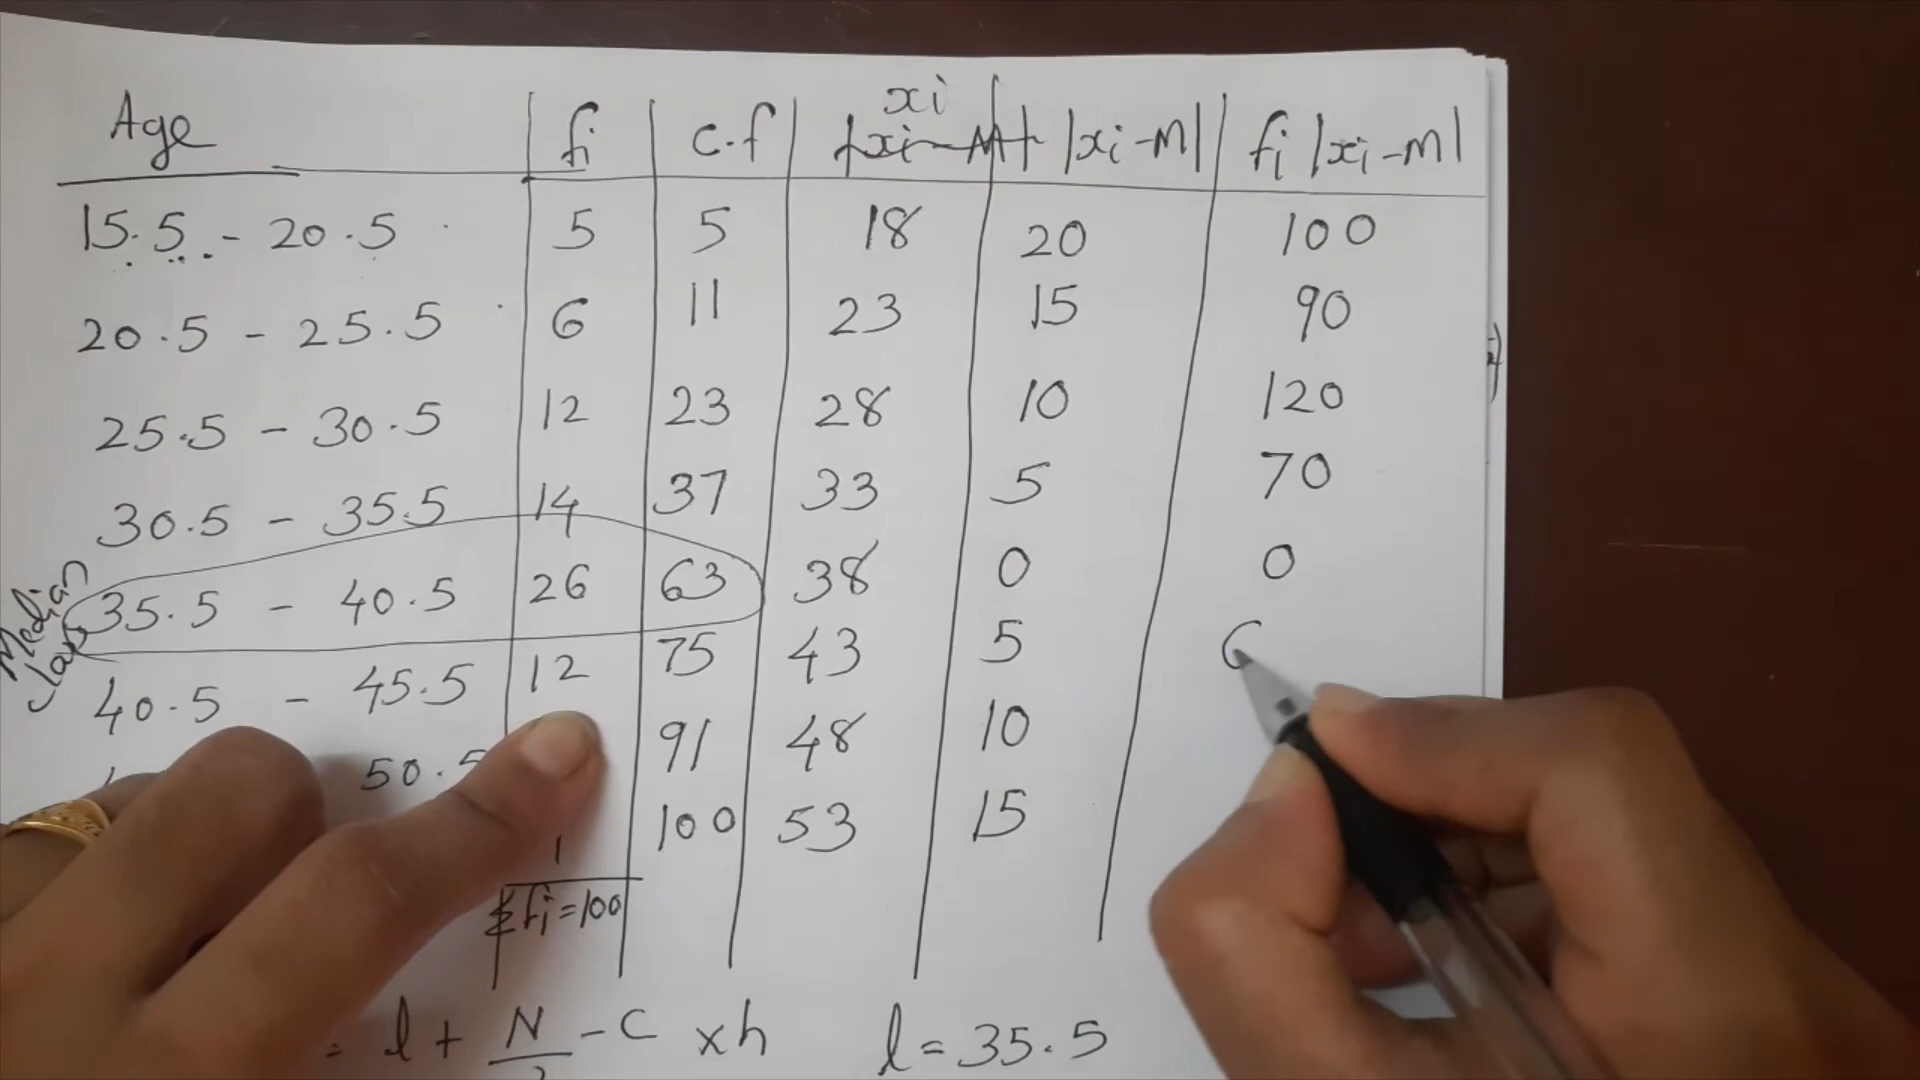 Age fi c.f xi |xi-M| |xi-M| fi |xi-M|
15.5 - 20.5 5 5 18 20 100
20.5 - 25.5 6 11 23 15 90
25.5 - 30.5 12 23 28 10 120
30.5 - 35.5 14 37 33 5 70
Median
35.5 - 40.5 26 63 38 0 0
40.5 - 45.5 12 75 43 5 6
50.5 91 48 10
100 53 15
Σfi=100
= l + N - C xh l = 35.5